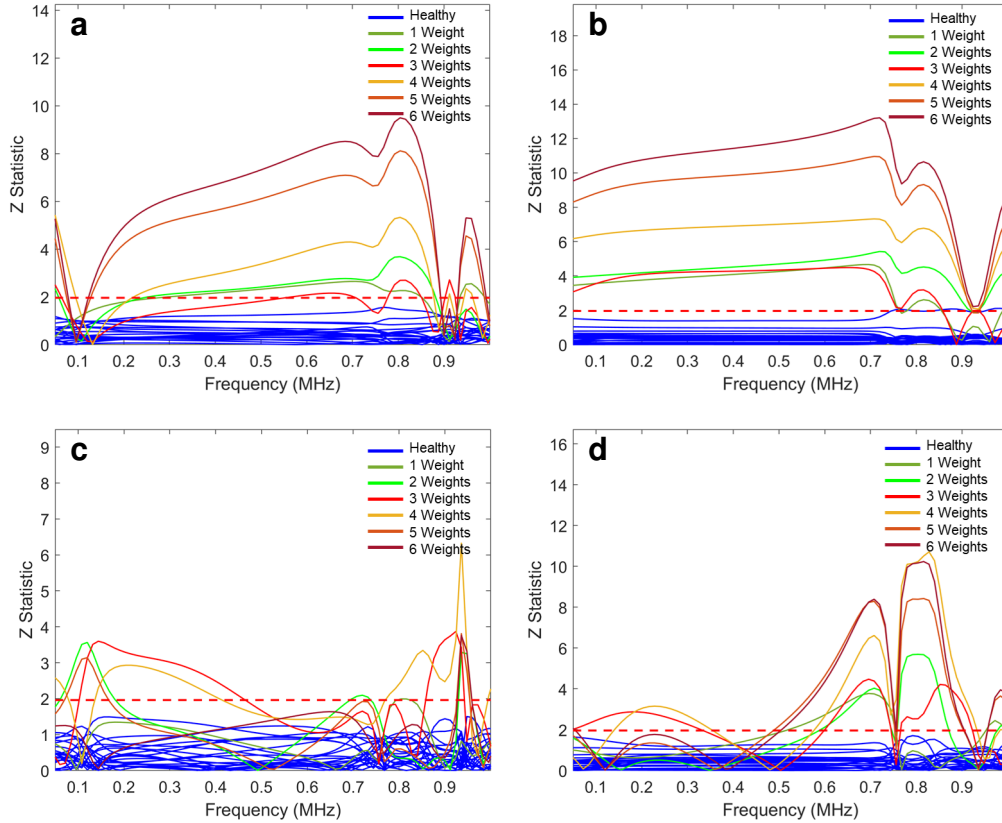 a
14
12
10
8
6
4
2
0
Z Statistic
0.1 0.2 0.3 0.4 0.5 0.6 0.7 0.8 0.9
Frequency (MHz)
Healthy
1 Weight
2 Weights
3 Weights
4 Weights
5 Weights
6 Weights
b
18
16
14
12
10
8
6
4
2
0
Z Statistic
0.1 0.2 0.3 0.4 0.5 0.6 0.7 0.8 0.9
Frequency (MHz)
Healthy
1 Weight
2 Weights
3 Weights
4 Weights
5 Weights
6 Weights
c
9
8
7
6
5
4
3
2
1
0
Z Statistic
0.1 0.2 0.3 0.4 0.5 0.6 0.7 0.8 0.9
Frequency (MHz)
Healthy
1 Weight
2 Weights
3 Weights
4 Weights
5 Weights
6 Weights
d
16
14
12
10
8
6
4
2
0
Z Statistic
0.1 0.2 0.3 0.4 0.5 0.6 0.7 0.8 0.9
Frequency (MHz)
Healthy
1 Weight
2 Weights
3 Weights
4 Weights
5 Weights
6 Weights